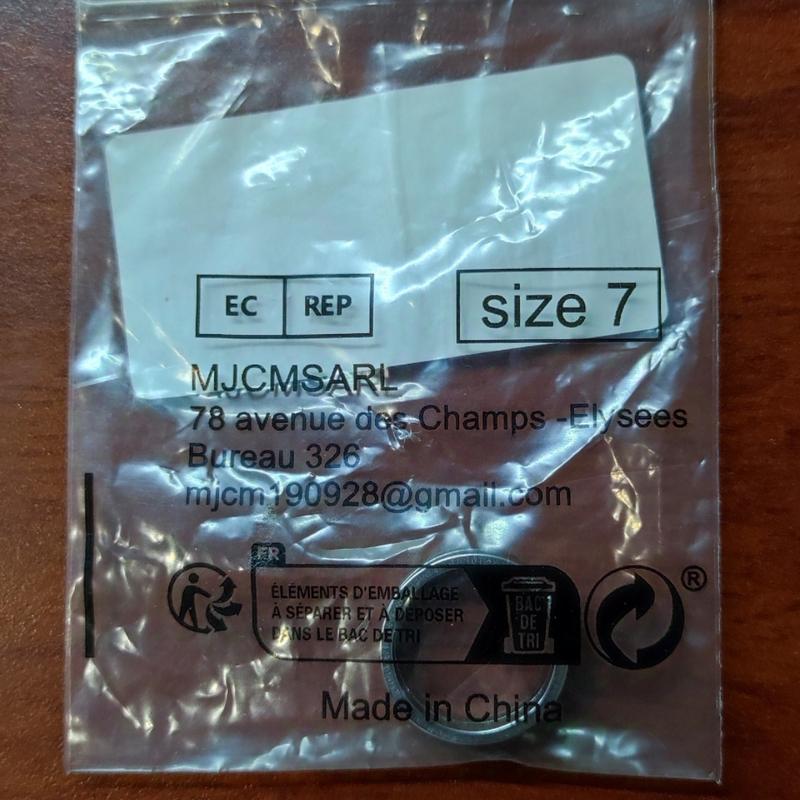 EC REP
size 7
MJCMSARL
78 avenue des Champs -Elysees
Bureau 326
mjcm190928@gmail.com
FR
ÉLÉMENTS D'EMBALLAGE
À SÉPARER ET À DÉPOSER
DANS LE BAC DE TRI
BAC
DE
TRI
®
Made in China